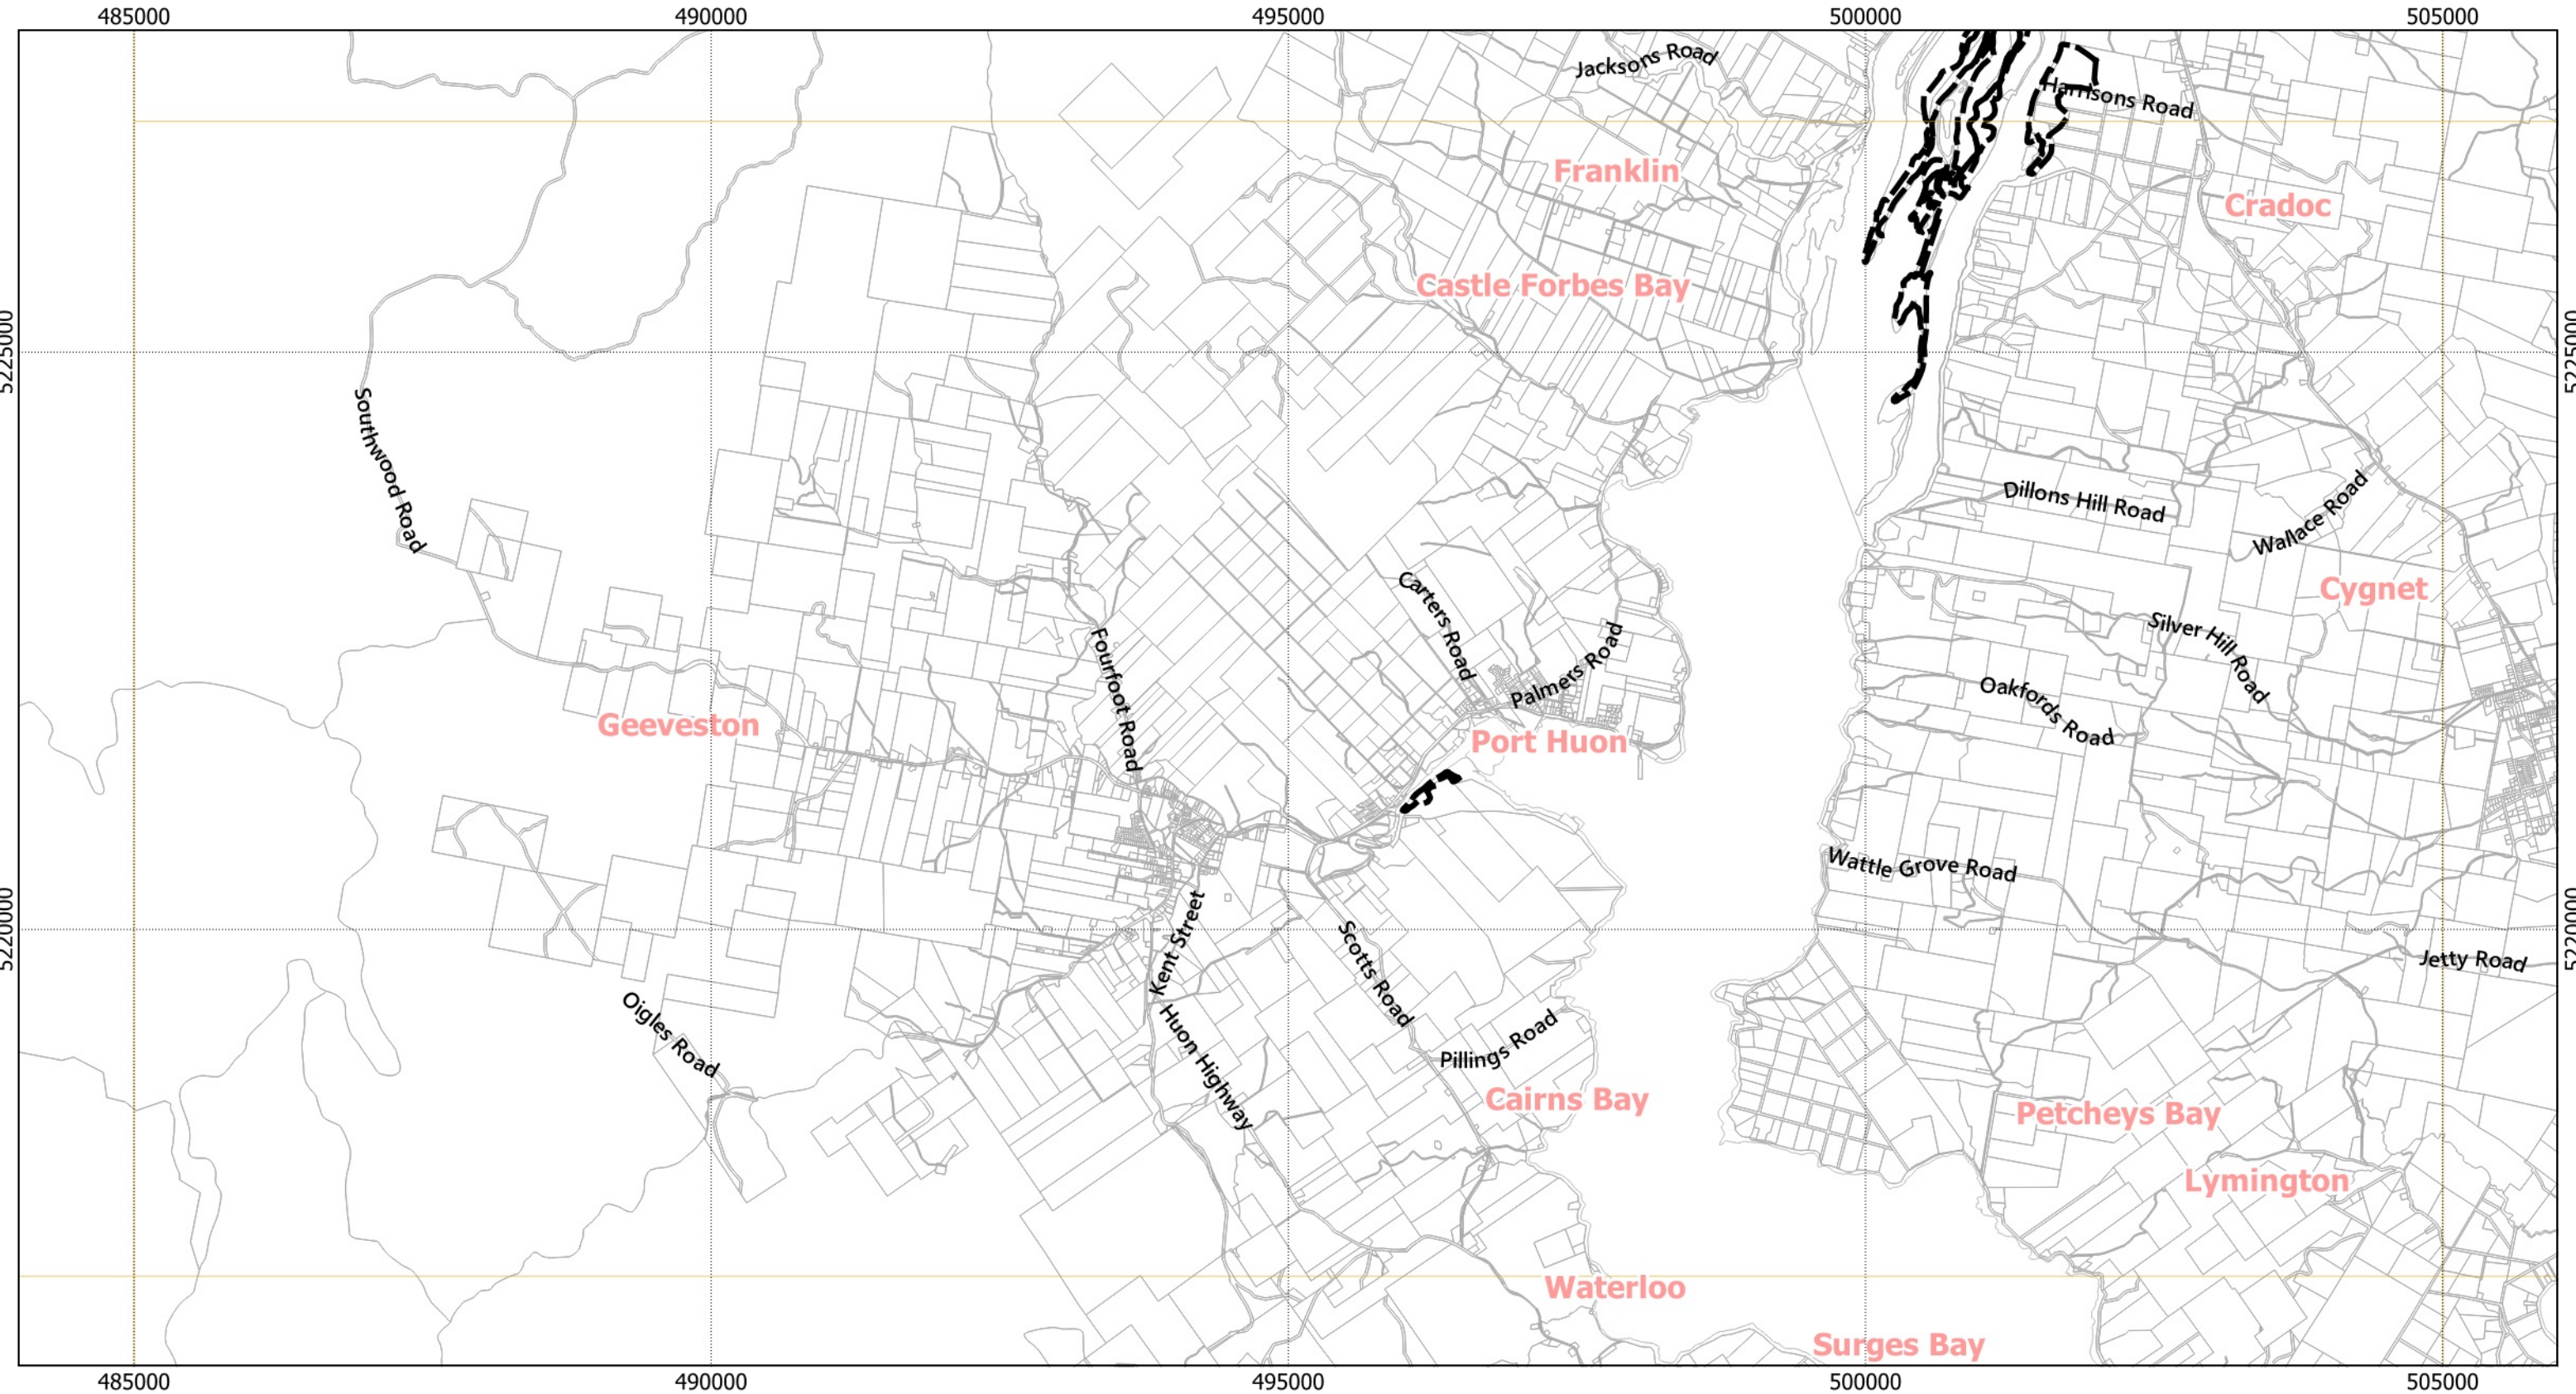 485000 490000 495000 500000 505000
Jacksons Road
Harrisons Road
Franklin
Cradoc
Castle Forbes Bay
5225000
5225000
Southwood Road
Dillons Hill Road
Wallace Road
Carters Road
Cygnet
Fourfoot Road
Palmers Road
Silver Hill Road
Oakfords Road
Geeveston
Port Huon
Wattle Grove Road
5220000
5220000
Kent Street
Scotts Road
Jetty Road
Oigles Road
Huon Highway
Pillings Road
Cairns Bay
Petcheys Bay
Lymington
Waterloo
Surges Bay
485000 490000 495000 500000 505000